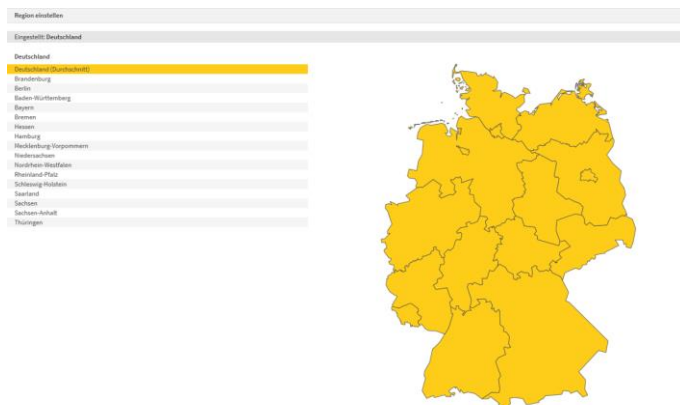 Region einstellen
Eingestellt: Deutschland
Deutschland
Deutschland (Durchschnitt)
Brandenburg
Berlin
Baden-Württemberg
Bayern
Bremen
Hessen
Hamburg
Mecklenburg-Vorpommern
Niedersachsen
Nordrhein-Westfalen
Rheinland-Pfalz
Schleswig-Holstein
Saarland
Sachsen
Sachsen-Anhalt
Thüringen